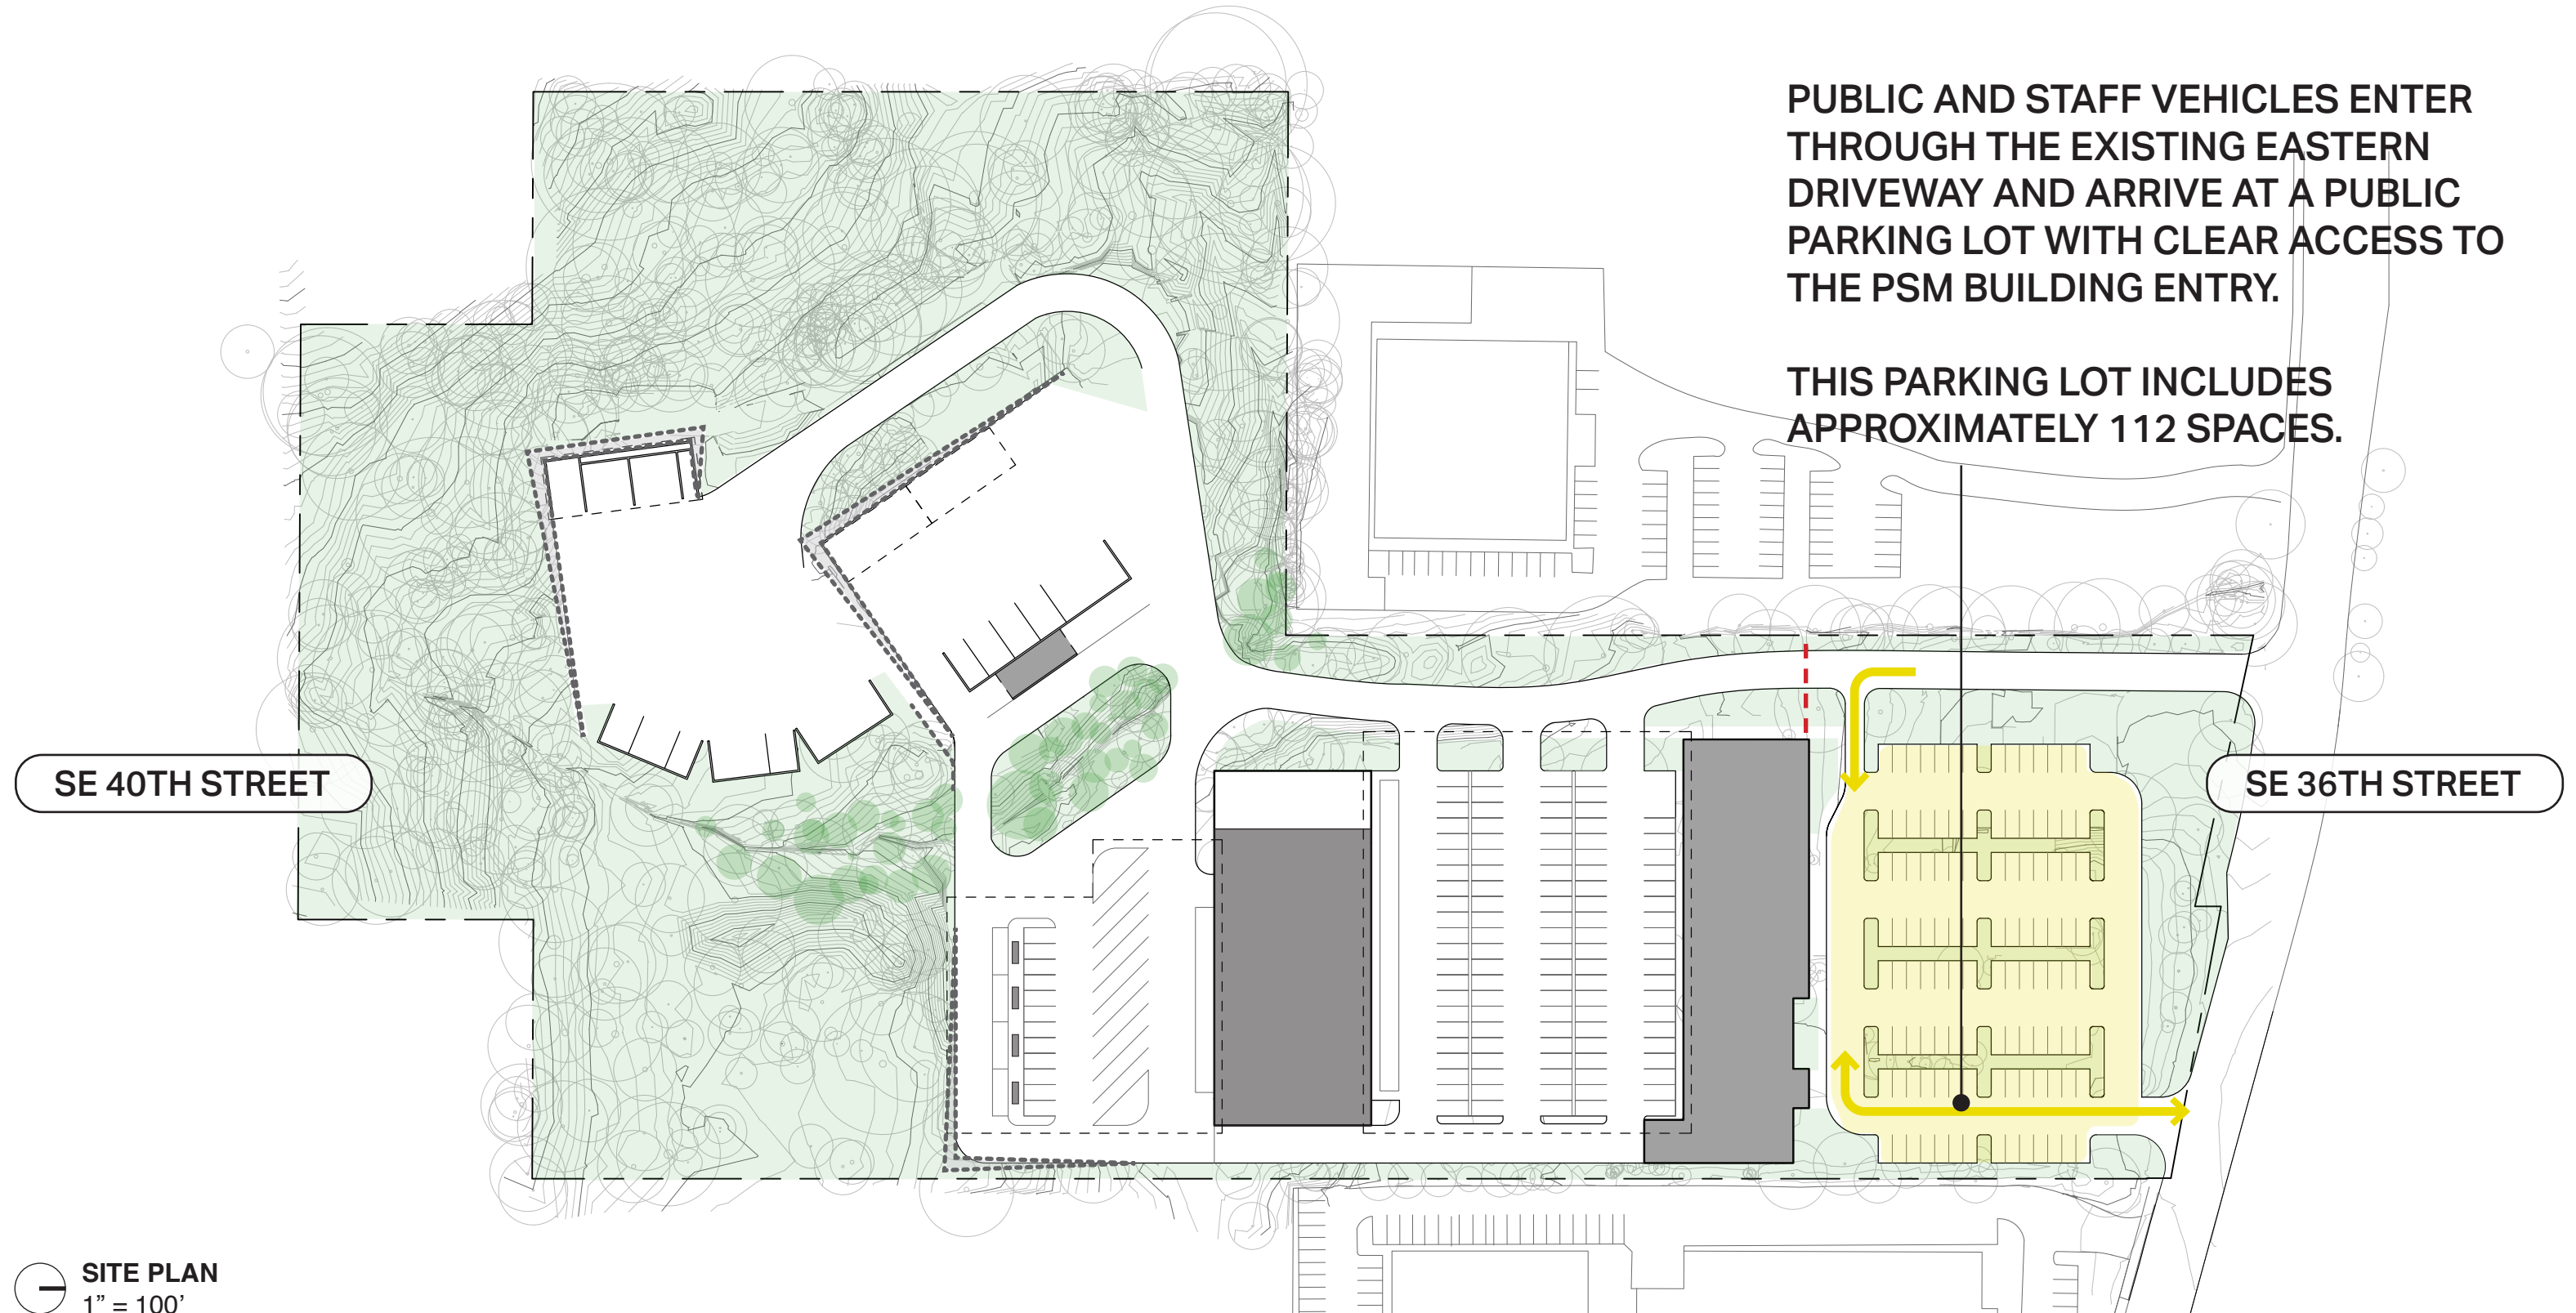 PUBLIC AND STAFF VEHICLES ENTER
THROUGH THE EXISTING EASTERN
DRIVEWAY AND ARRIVE AT A PUBLIC
PARKING LOT WITH CLEAR ACCESS TO
THE PSM BUILDING ENTRY.
THIS PARKING LOT INCLUDES
APPROXIMATELY 112 SPACES.
SE 40TH STREET
SE 36TH STREET
SITE PLAN
1” = 100’